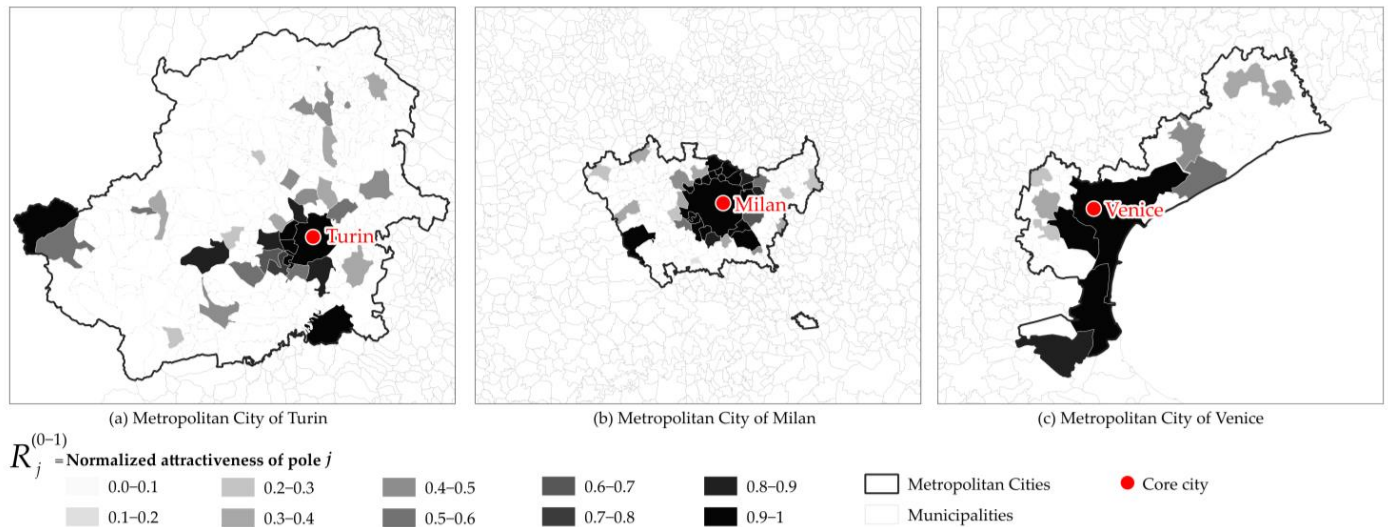 Turin
Milan
Venice
(a) Metropolitan City of Turin
(b) Metropolitan City of Milan
(c) Metropolitan City of Venice
R_j^(0–1) = Normalized attractiveness of pole j
0.0–0.1 0.2–0.3 0.4–0.5 0.6–0.7 0.8–0.9 Metropolitan Cities Core city
0.1–0.2 0.3–0.4 0.5–0.6 0.7–0.8 0.9–1 Municipalities